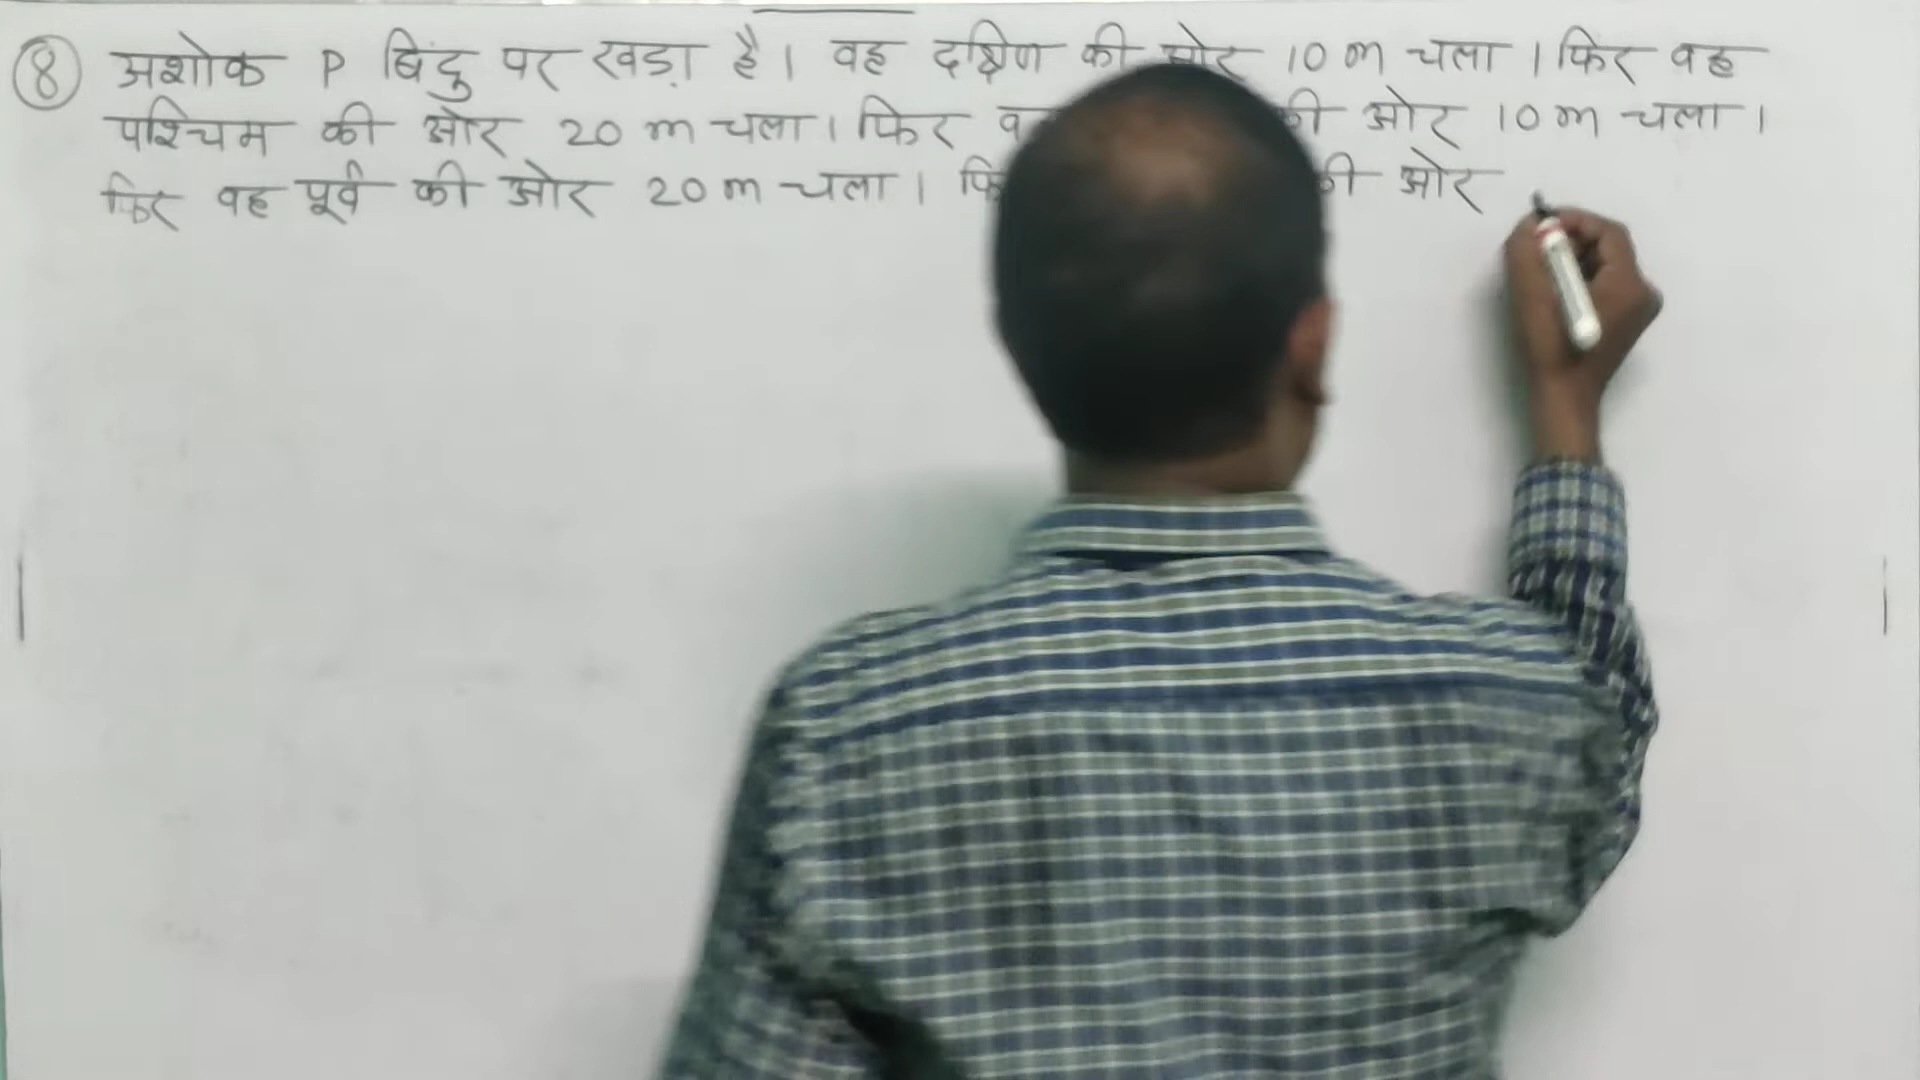 8 अशोक P बिंदु पर खड़ा है। वह दक्षिण की ओर 10 m चला । फिर वह
पश्चिम की ओर 20 m चला। फिर की ओर 10 m चला।
फिर वह पूर्व की ओर 20 m चला। की ओर